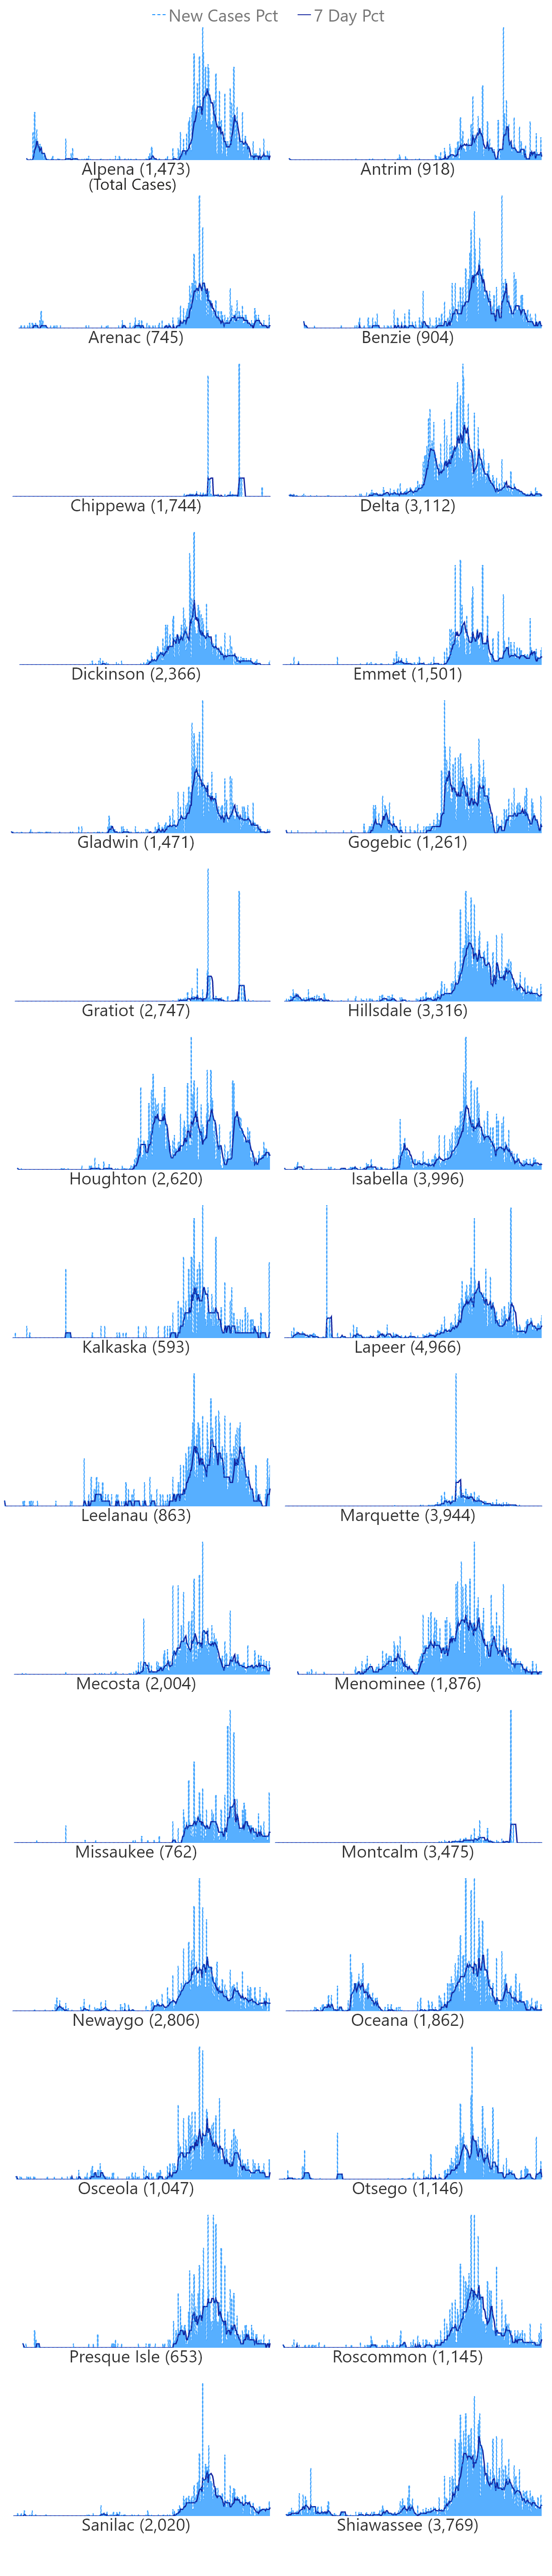 New Cases Pct 7 Day Pct
Alpena (1,473) Antrim (918)
(Total Cases)
Arenac (745) Benzie (904)
Chippewa (1,744) Delta (3,112)
Dickinson (2,366) Emmet (1,501)
Gladwin (1,471) Gogebic (1,261)
Gratiot (2,747) Hillsdale (3,316)
Houghton (2,620) Isabella (3,996)
Kalkaska (593) Lapeer (4,966)
Leelanau (863) Marquette (3,944)
Mecosta (2,004) Menominee (1,876)
Missaukee (762) Montcalm (3,475)
Newaygo (2,806) Oceana (1,862)
Osceola (1,047) Otsego (1,146)
Presque Isle (653) Roscommon (1,145)
Sanilac (2,020) Shiawassee (3,769)